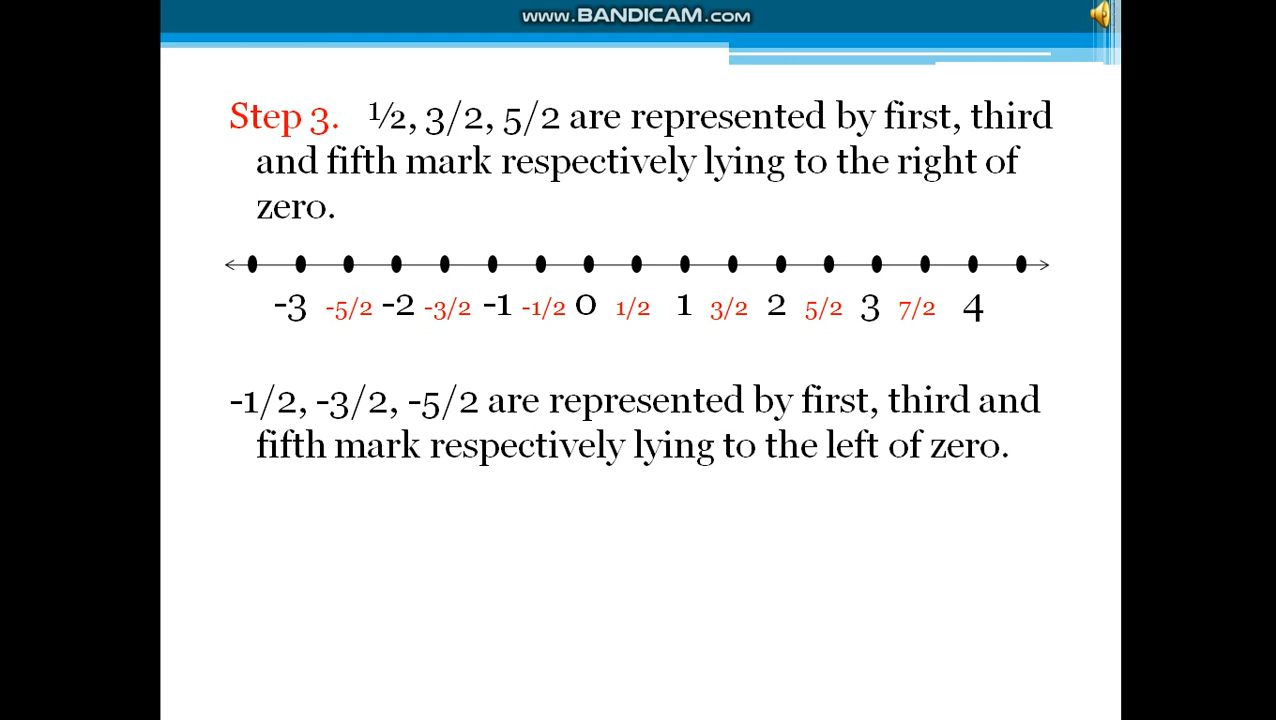 www.BANDICAM.com
Step 3. ½, 3/2, 5/2 are represented by first, third
and fifth mark respectively lying to the right of
zero.
-3 -5/2 -2 -3/2 -1 -1/2 0 1/2 1 3/2 2 5/2 3 7/2 4
-1/2, -3/2, -5/2 are represented by first, third and
fifth mark respectively lying to the left of zero.